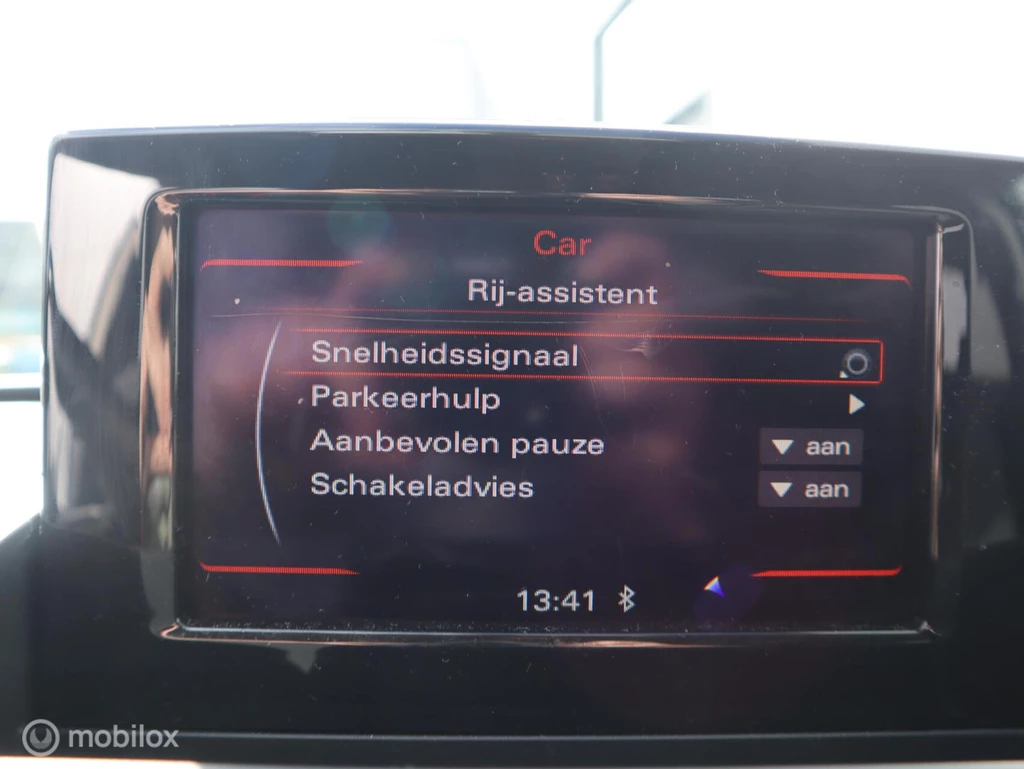 Car
Rij-assistent
Snelheidssignaal
Parkeerhulp
Aanbevolen pauze aan
Schakeladvies aan
13:41
mobilox